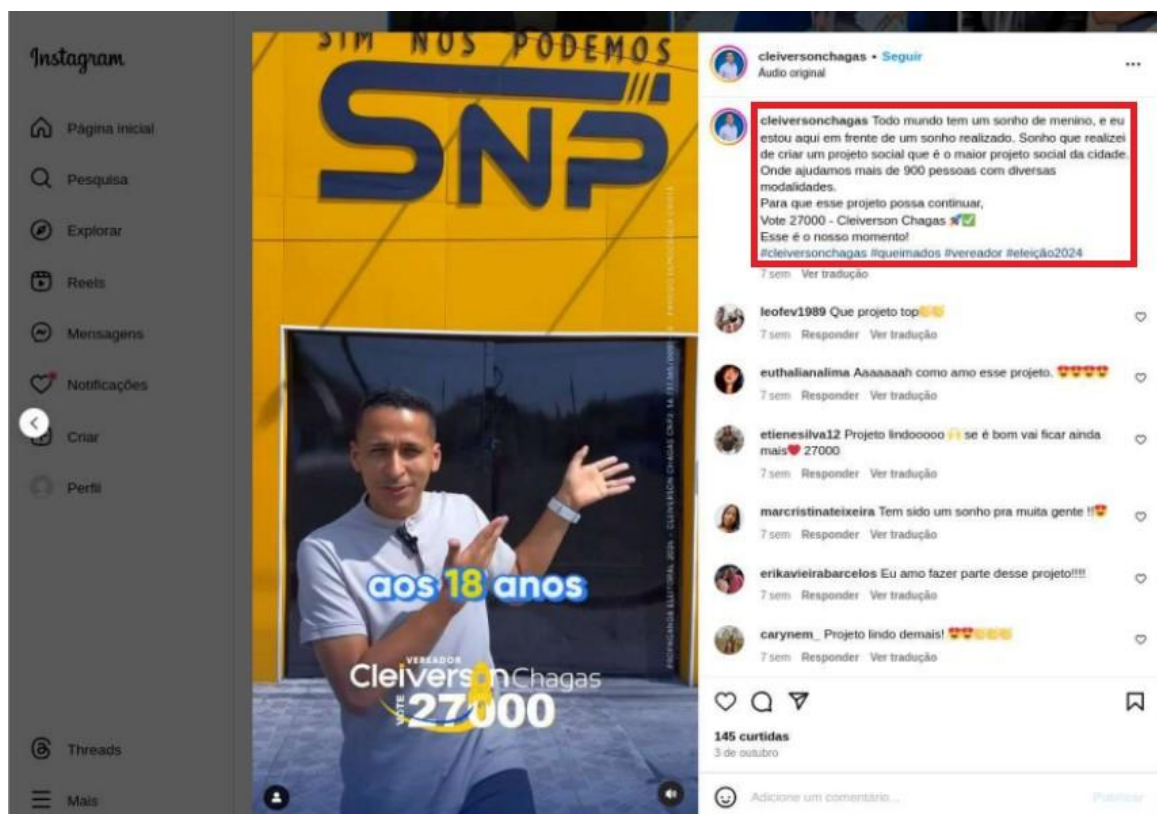 Instagram
Página inicial
Pesquisa
Explorar
Reels
Mensagens
Notificações
Criar
Perfil
Threads
Mais
SIM NÓS PODEMOS
SNP
aos 18 anos
VEREADOR
Cleiverson Chagas
VOTE 27000
cleiversonchagas • Seguir
Áudio original
cleiversonchagas Todo mundo tem um sonho de menino, e eu
estou aqui em frente de um sonho realizado. Sonho que realizei
de criar um projeto social que é o maior projeto social da cidade.
Onde ajudamos mais de 900 pessoas com diversas
modalidades.
Para que esse projeto possa continuar,
Vote 27000 - Cleiverson Chagas 🚀✅
Esse é o nosso momento!
#cleiversonchagas #queimados #vereador #eleição2024
7 sem Ver tradução
leofev1989 Que projeto top👏👏
7 sem Responder Ver tradução
euthalianalima Aaaaaaah como amo esse projeto. 😍😍😍😍
7 sem Responder Ver tradução
etienesilva12 Projeto lindooooo🙌 se é bom vai ficar ainda
mais❤️ 27000
7 sem Responder Ver tradução
marcristinateixeira Tem sido um sonho pra muita gente !!😍
7 sem Responder Ver tradução
erikavieirabarcelos Eu amo fazer parte desse projeto!!!!!
7 sem Responder Ver tradução
carynem_ Projeto lindo demais! 😍😍👏👏👏
7 sem Responder Ver tradução
145 curtidas
3 de outubro
Adicione um comentário...
Publicar